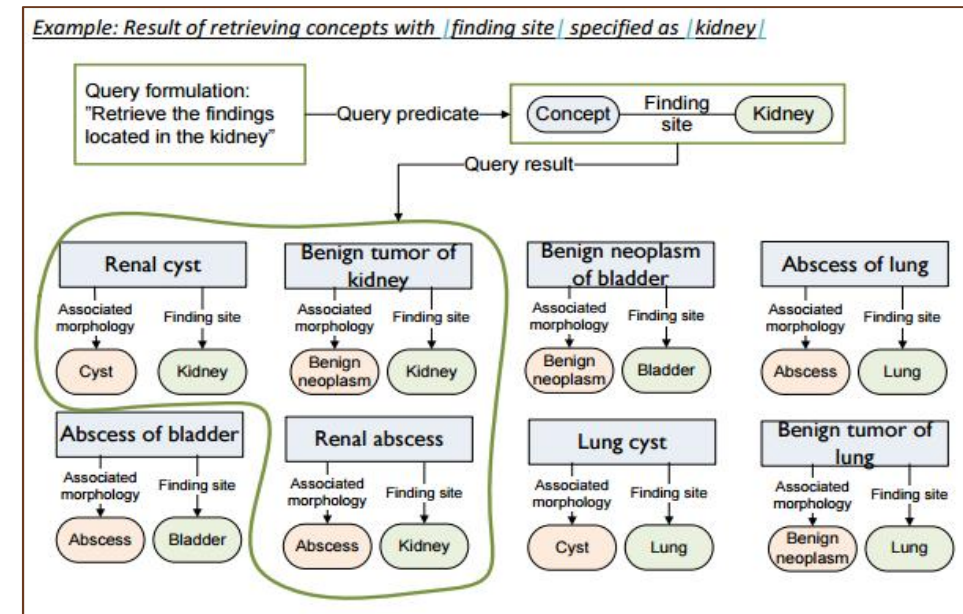 Example: Result of retrieving concepts with |finding site| specified as |kidney|
Query formulation:
"Retrieve the findings
located in the kidney"
Query predicate
Concept
Finding
site
Kidney
Query result
Renal cyst
Associated
morphology
Finding site
Cyst
Kidney
Benign tumor of
kidney
Associated
morphology
Finding site
Benign
neoplasm
Kidney
Benign neoplasm
of bladder
Associated
morphology
Finding site
Benign
neoplasm
Bladder
Abscess of lung
Associated
morphology
Finding site
Abscess
Lung
Abscess of bladder
Associated
morphology
Finding site
Abscess
Bladder
Renal abscess
Associated
morphology
Finding site
Abscess
Kidney
Lung cyst
Associated
morphology
Finding site
Cyst
Lung
Benign tumor of
lung
Associated
morphology
Finding site
Benign
neoplasm
Lung